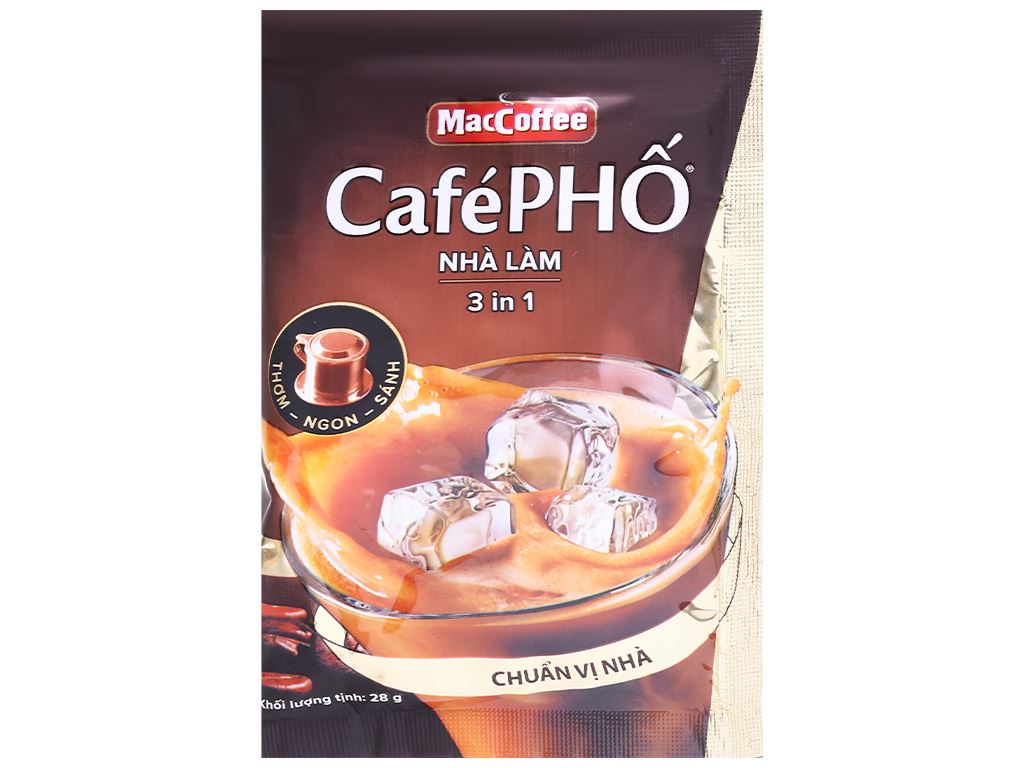 MacCoffee
CaféPHỐ®
NHÀ LÀM
3 in 1
THƠM – NGON – SÁNH
CHUẨN VỊ NHÀ
Khối lượng tịnh: 28 g